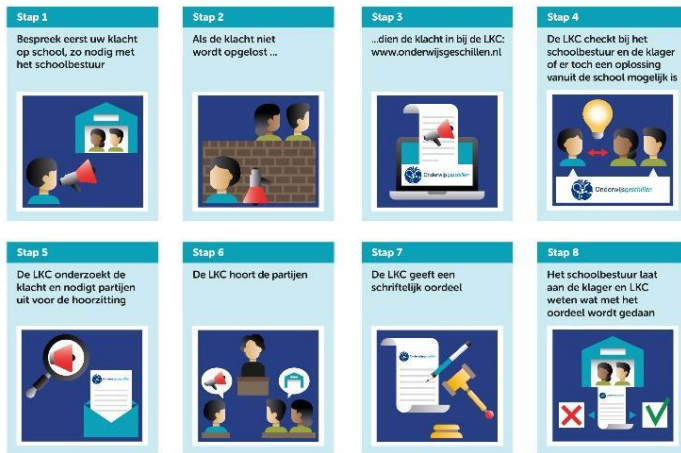 Stap 1
Bespreek eerst uw klacht
op school, zo nodig met
het schoolbestuur
Stap 2
Als de klacht niet
wordt opgelost ...
Stap 3
...dien de klacht in bij de LKC:
www.onderwijsgeschillen.nl
Onderwijsgeschillen
Stap 4
De LKC checkt bij het
schoolbestuur en de klager
of er toch een oplossing
vanuit de school mogelijk is
Onderwijsgeschillen
Stap 5
De LKC onderzoekt de
klacht en nodigt partijen
uit voor de hoorzitting
Onderwijsgeschillen
Stap 6
De LKC hoort de partijen
Stap 7
De LKC geeft een
schriftelijk oordeel
Onderwijsgeschillen
Stap 8
Het schoolbestuur laat
aan de klager en LKC
weten wat met het
oordeel wordt gedaan
Onderwijsgeschillen